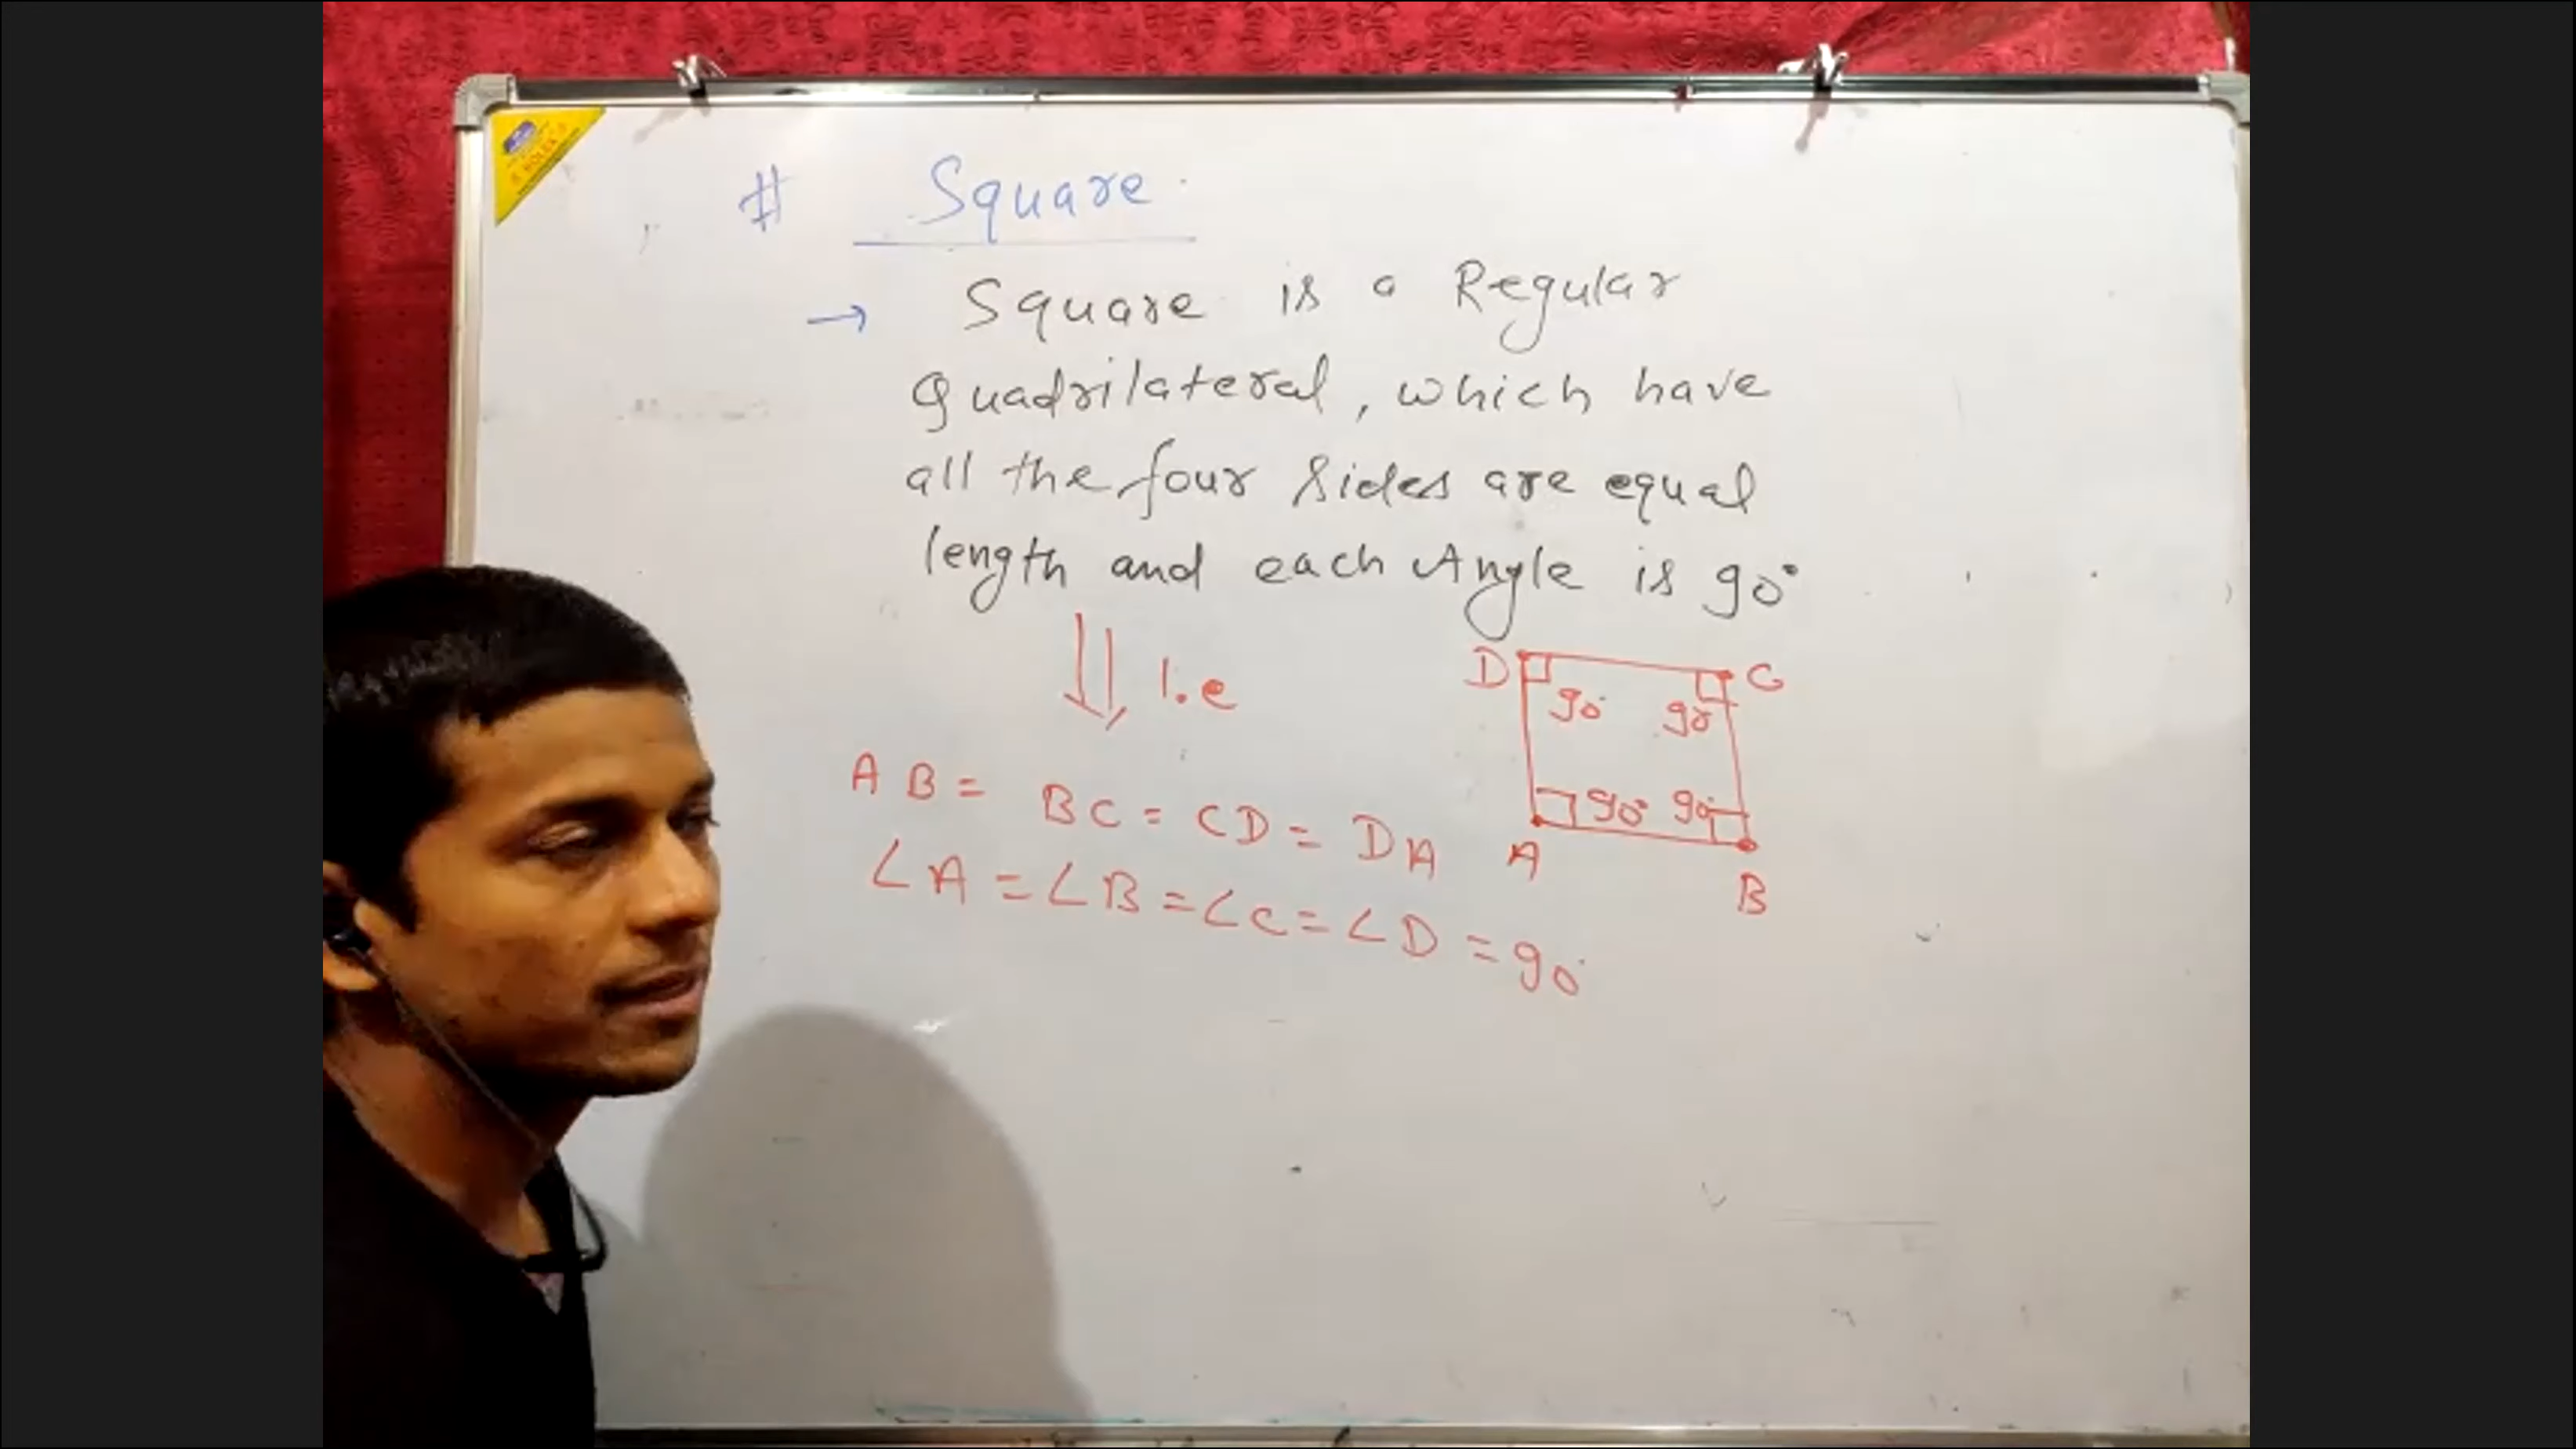 # Square
→ Square is a Regular
Quadrilateral, which have
all the four sides are equal
length and each Angle is 90°
⇓ I.e
D C
90° 90°
90° 90°
A B
AB = BC = CD = DA
∠A = ∠B = ∠C = ∠D = 90°